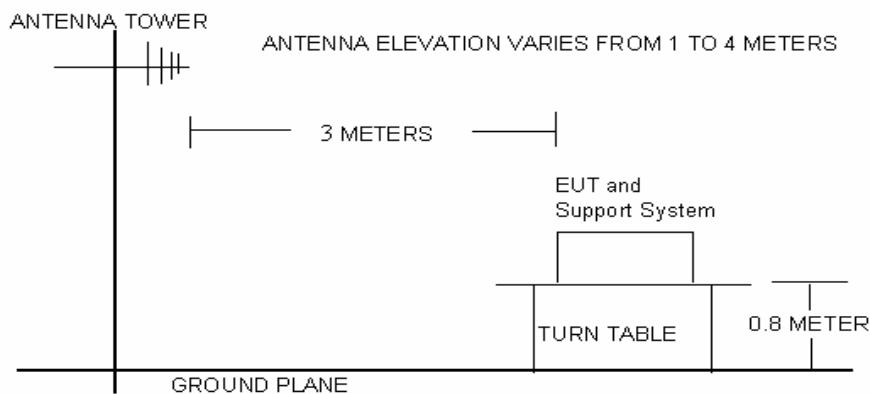 ANTENNA TOWER
ANTENNA ELEVATION VARIES FROM 1 TO 4 METERS
3 METERS
EUT and
Support System
TURN TABLE
0.8 METER
GROUND PLANE